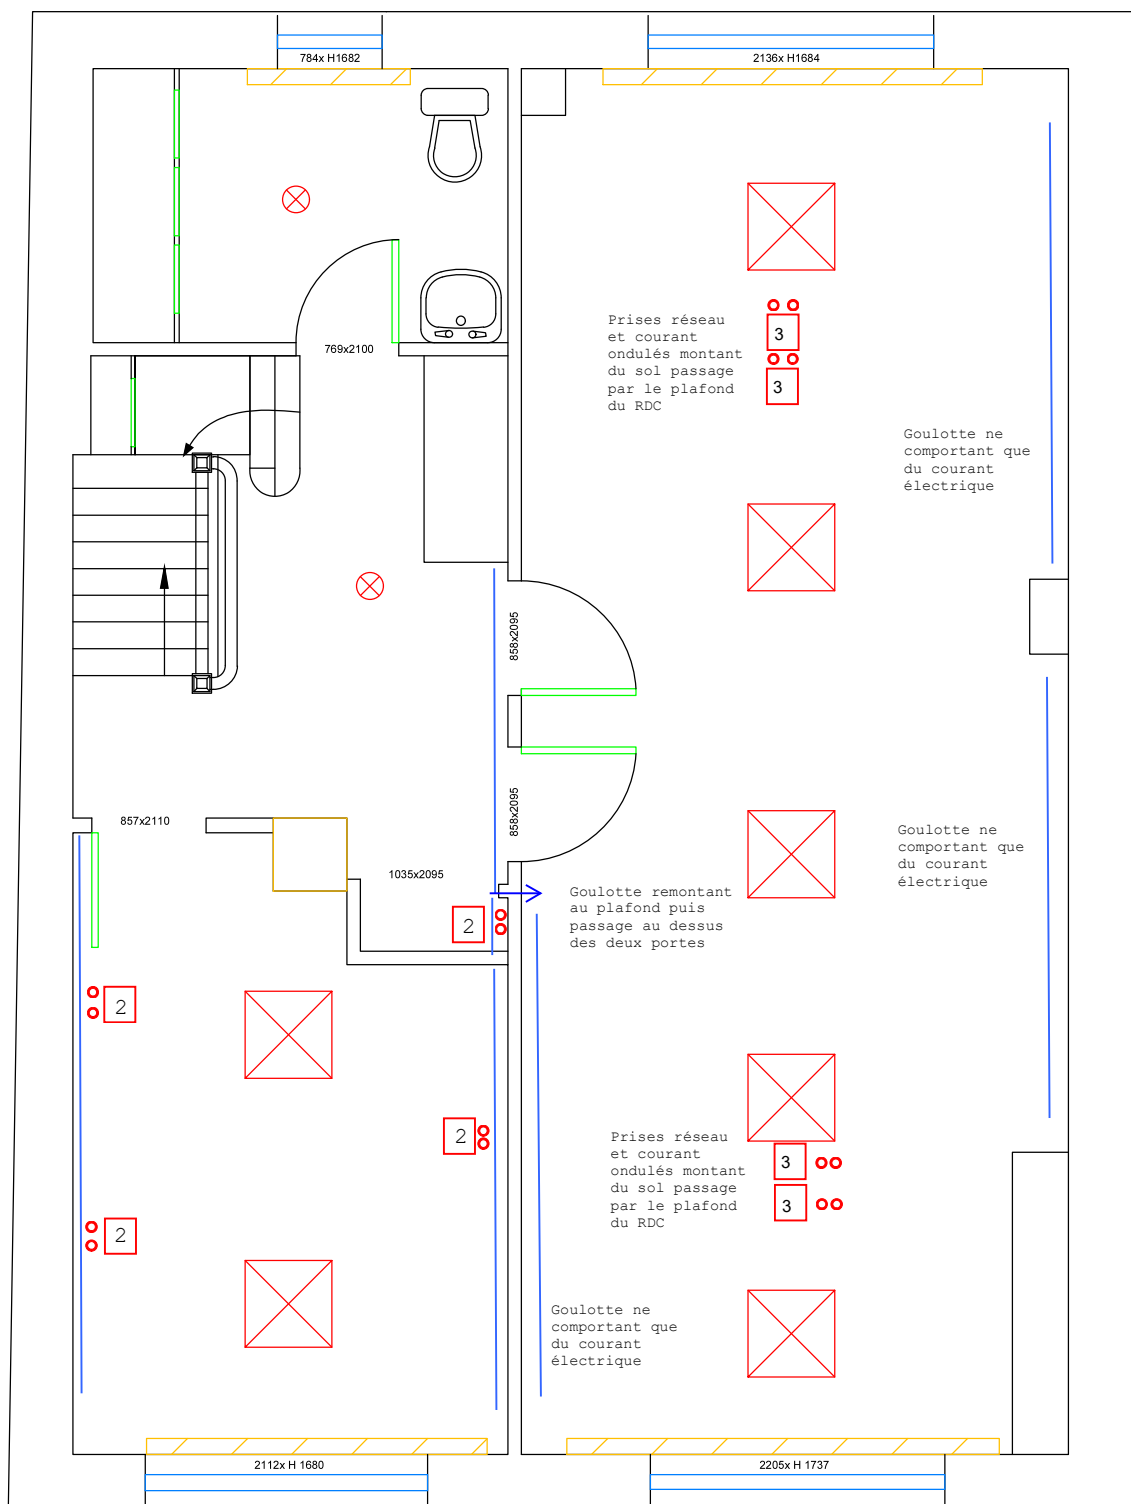 784x H1682
2136x H1684
769x2100
Prises réseau
et courant
ondulés montant
du sol passage
par le plafond
du RDC
3
3
Goulotte ne
comportant que
du courant
électrique
858x2095
858x2095
857x2110
1035x2095
Goulotte ne
comportant que
du courant
électrique
Goulotte remontant
au plafond puis
passage au dessus
des deux portes
2
2
2
2
Prises réseau
et courant
ondulés montant
du sol passage
par le plafond
du RDC
3
3
Goulotte ne
comportant que
du courant
électrique
2112x H 1680
2205x H 1737